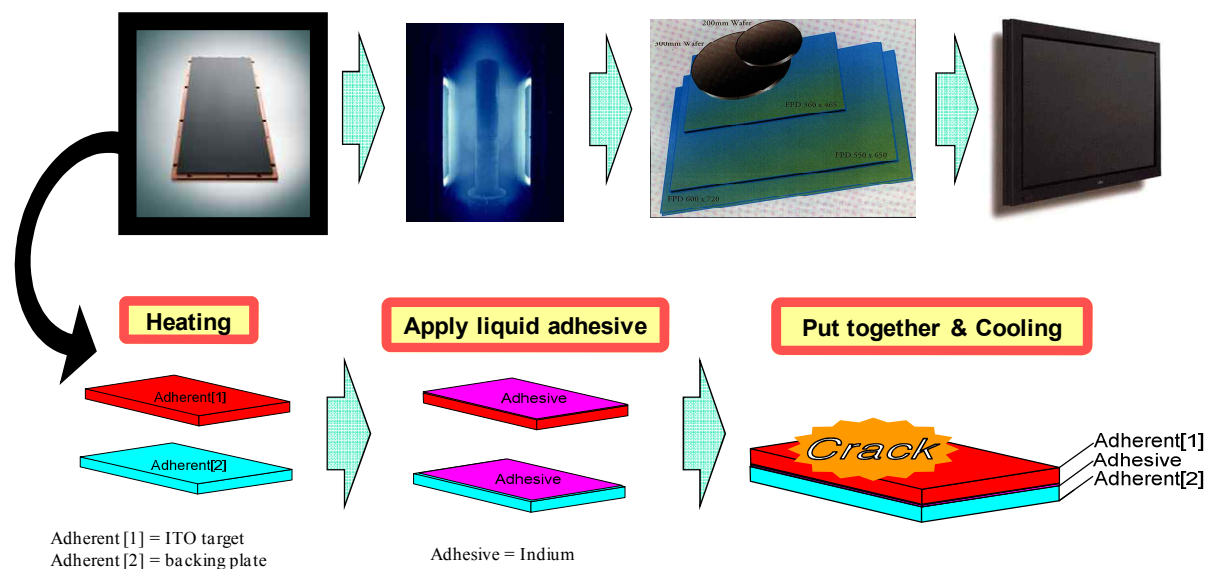 200mm Wafer
300mm Wafer
FPD 360 x 465
FPD 550 x 650
FPD 600 x 720
Heating
Apply liquid adhesive
Put together & Cooling
Adherent[1]
Adherent[2]
Adhesive
Adhesive
Crack
Adherent[1]
Adhesive
Adherent[2]
Adherent [1] = ITO target
Adherent [2] = backing plate
Adhesive = Indium